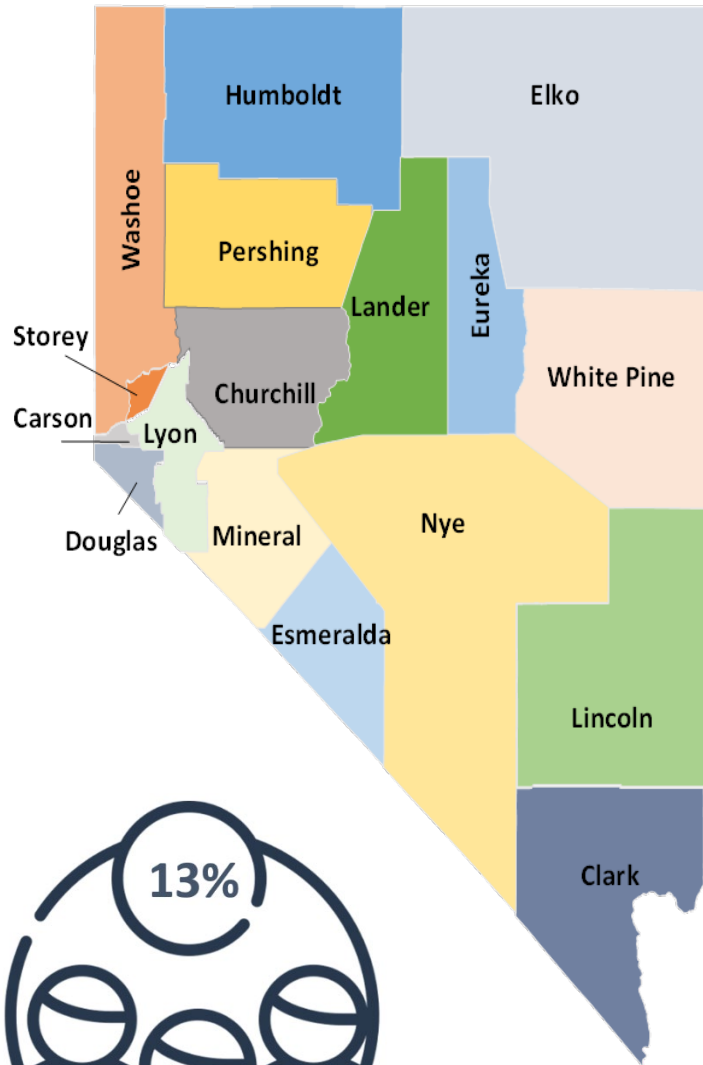 Humboldt
Elko
Washoe
Pershing
Eureka
Lander
Storey
White Pine
Churchill
Carson
Lyon
Nye
Douglas
Mineral
Esmeralda
Lincoln
13%
Clark